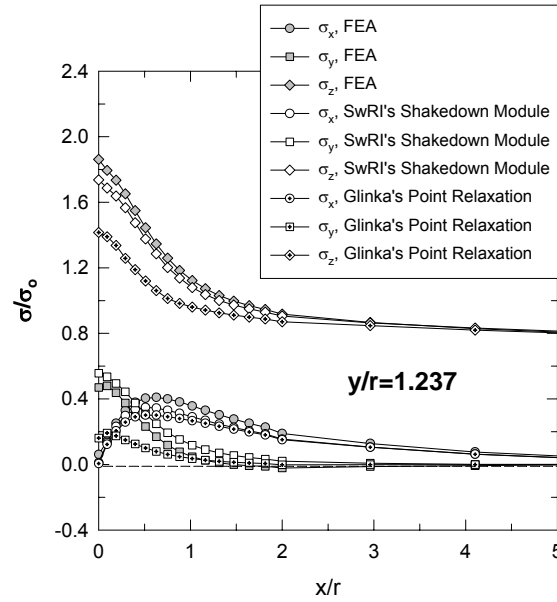 σx, FEA
σy, FEA
σz, FEA
σx, SwRI's Shakedown Module
σy, SwRI's Shakedown Module
σz, SwRI's Shakedown Module
σx, Glinka's Point Relaxation
σy, Glinka's Point Relaxation
σz, Glinka's Point Relaxation
2.4
2.0
1.6
1.2
0.8
0.4
0.0
-0.4
σ/σo
y/r=1.237
0 1 2 3 4 5
x/r